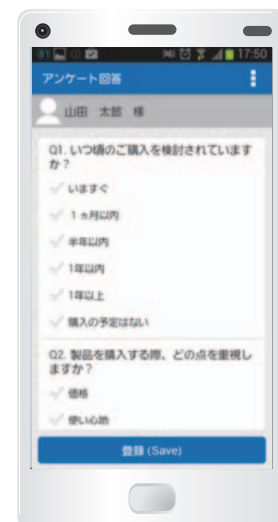 17:50
アンケート回答
山田 太郎 様
Q1. いつ頃のご購入を検討されています
か？
いますぐ
1ヵ月以内
半年以内
1年以内
1年以上
購入の予定はない
Q2. 製品を購入する際、どの点を重視し
ますか？
価格
使い心地
登録 (Save)